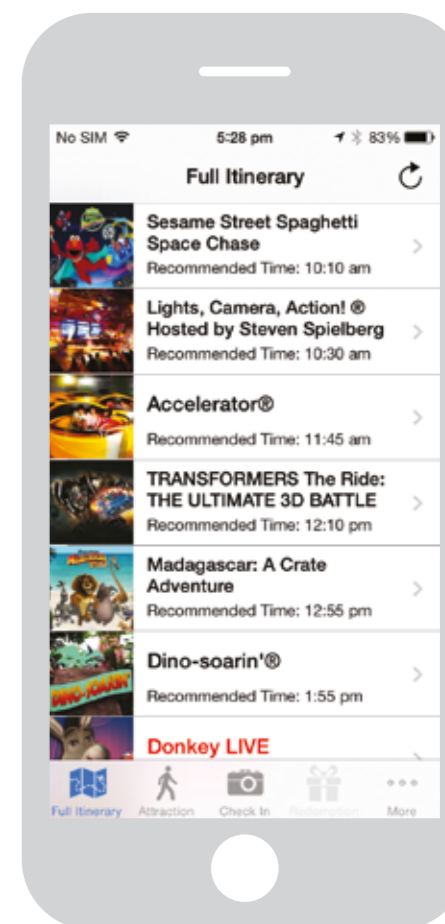 No SIM 5:28 pm 83%
Full Itinerary
Sesame Street Spaghetti
Space Chase
Recommended Time: 10:10 am
Lights, Camera, Action! ®
Hosted by Steven Spielberg
Recommended Time: 10:30 am
Accelerator®
Recommended Time: 11:45 am
TRANSFORMERS The Ride:
THE ULTIMATE 3D BATTLE
Recommended Time: 12:10 pm
Madagascar: A Crate
Adventure
Recommended Time: 12:55 pm
DINO-SOARIN'
Dino-soarin'®
Recommended Time: 1:55 pm
Donkey LIVE
Full Itinerary Attraction Check In Redemption More